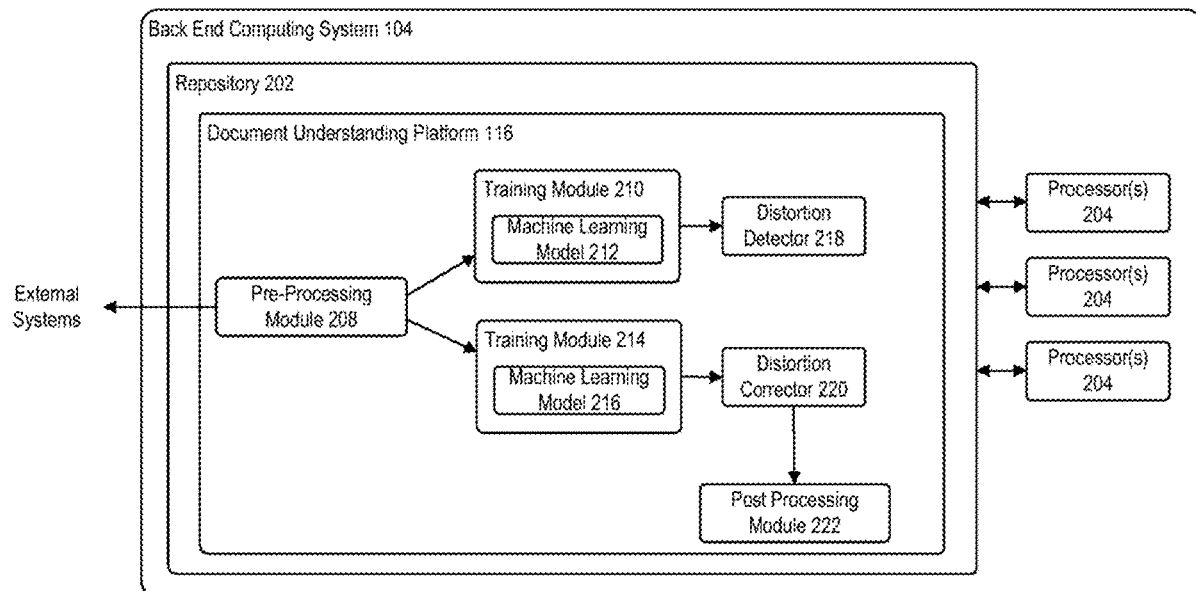 Back End Computing System 104
Repository 202
Document Understanding Platform 116
Training Module 210
Machine Learning
Model 212
Distortion
Detector 218
Processor(s)
204
External
Systems
Pre-Processing
Module 208
Processor(s)
204
Training Module 214
Machine Learning
Model 216
Distortion
Corrector 220
Processor(s)
204
Post Processing
Module 222